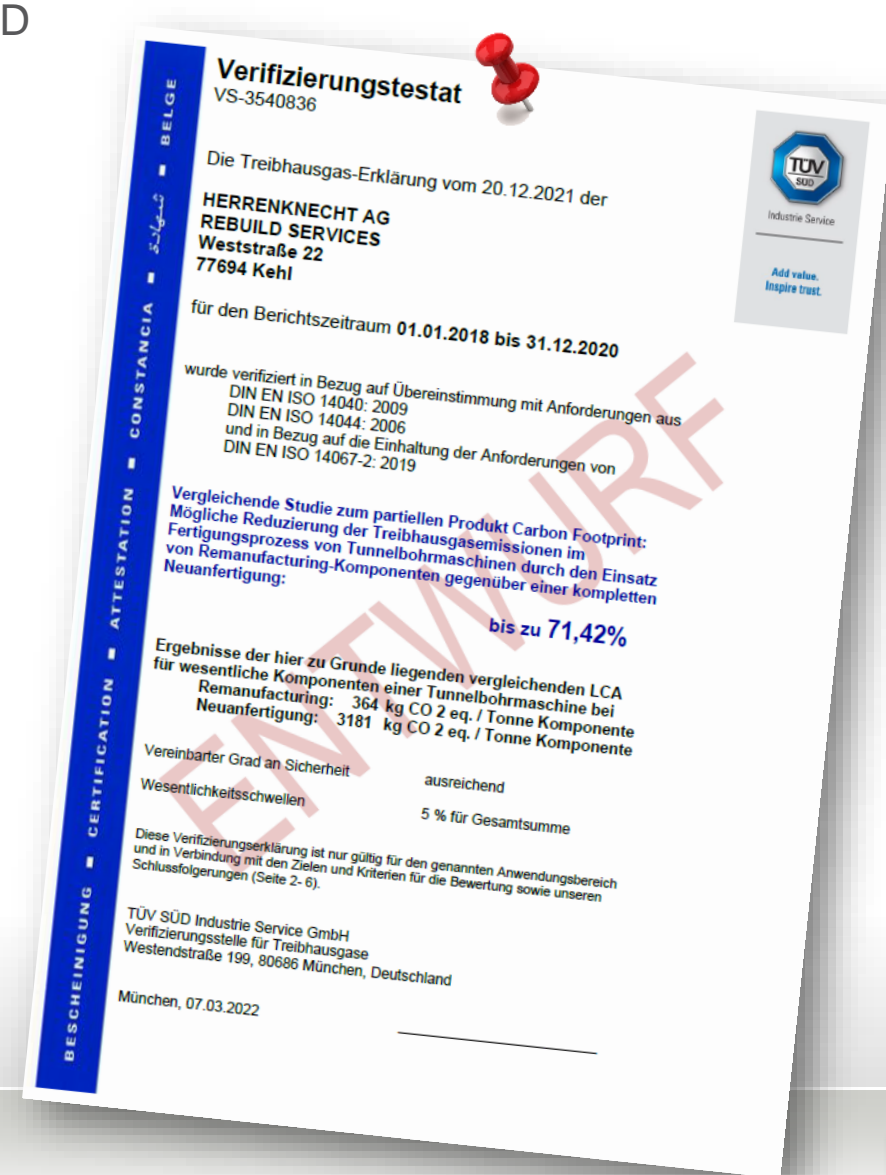 D
Verifizierungstestat
VS-3540836
TÜV
SÜD
Industrie Service
Add value.
Inspire trust.
Die Treibhausgas-Erklärung vom 20.12.2021 der
HERRENKNECHT AG
REBUILD SERVICES
Weststraße 22
77694 Kehl
für den Berichtszeitraum 01.01.2018 bis 31.12.2020
wurde verifiziert in Bezug auf Übereinstimmung mit Anforderungen aus
DIN EN ISO 14040: 2009
DIN EN ISO 14044: 2006
und in Bezug auf die Einhaltung der Anforderungen von
DIN EN ISO 14067-2: 2019
Vergleichende Studie zum partiellen Produkt Carbon Footprint:
Mögliche Reduzierung der Treibhausgasemissionen im
Fertigungsprozess von Tunnelbohrmaschinen durch den Einsatz
von Remanufacturing-Komponenten gegenüber einer kompletten
Neuanfertigung:
bis zu 71,42%
Ergebnisse der hier zu Grunde liegenden vergleichenden LCA
für wesentliche Komponenten einer Tunnelbohrmaschine bei
Remanufacturing: 364 kg CO 2 eq. / Tonne Komponente
Neuanfertigung: 3181 kg CO 2 eq. / Tonne Komponente
Vereinbarter Grad an Sicherheit ausreichend
Wesentlichkeitsschwellen 5 % für Gesamtsumme
Diese Verifizierungserklärung ist nur gültig für den genannten Anwendungsbereich
und in Verbindung mit den Zielen und Kriterien für die Bewertung sowie unseren
Schlussfolgerungen (Seite 2- 6).
TÜV SÜD Industrie Service GmbH
Verifizierungsstelle für Treibhausgase
Westendstraße 199, 80686 München, Deutschland
München, 07.03.2022
ENTWURF
BESCHEINIGUNG ■ CERTIFICATION ■ ATTESTATION ■ CONSTANCIA ■ شهادة ■ BELGE